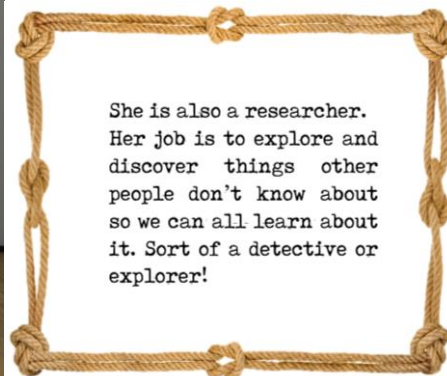 She is also a researcher.
Her job is to explore and
discover things other
people don't know about
so we can all learn about
it. Sort of a detective or
explorer!